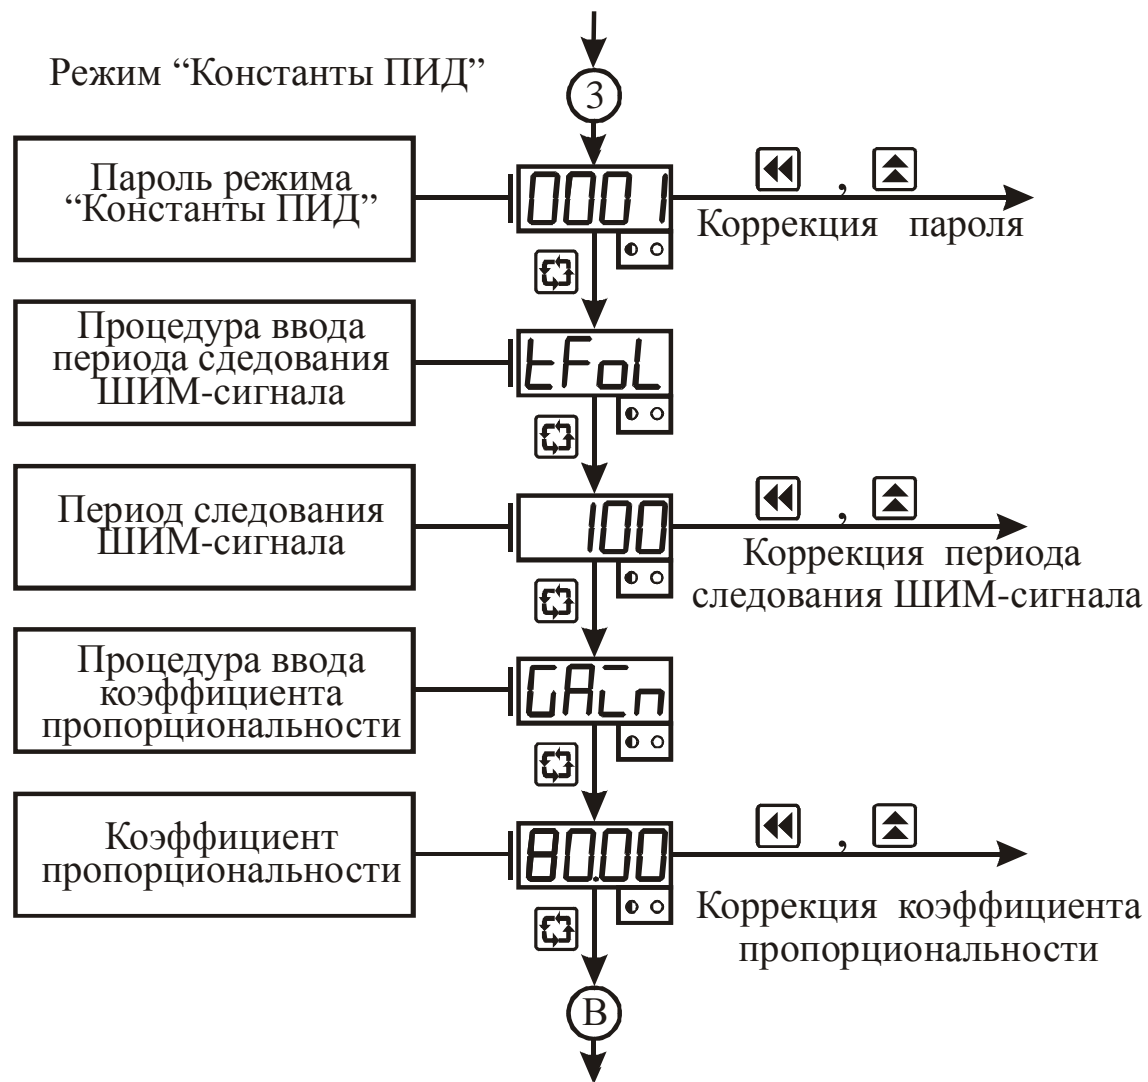 Режим “Константы ПИД”
3
Пароль режима
“Константы ПИД”
0001
,
Коррекция пароля
Процедура ввода
периода сдедования
ШИМ-сигнала
tFoL
Период следования
ШИМ-сигнала
100
,
Коррекция периода
следования ШИМ-сигнала
Процедура ввода
коэффициента
пропорциональности
GAin
Коэффициент
пропорциональности
80.00
,
Коррекция коэффициента
пропорциональности
В